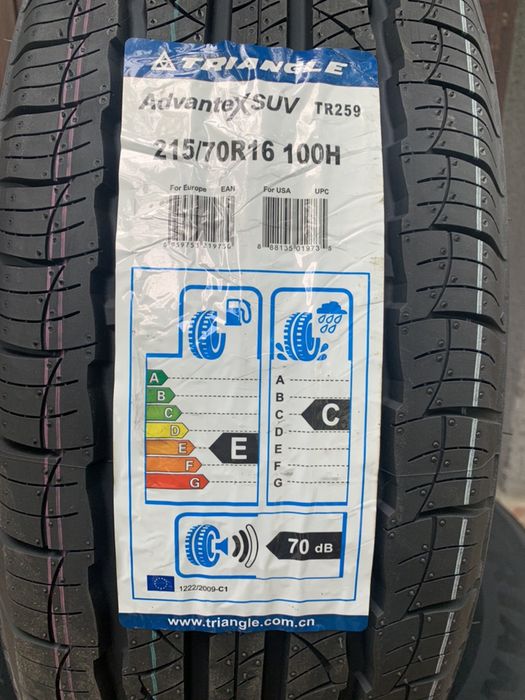 TRIANGLE
AdvanteX SUV TR259
215/70R16 100H
For Europe EAN For USA UPC
A A
B B
C C
D D
E E
F F
G G
E
C
70 dB
1222/2009-C1
www.triangle.com.cn